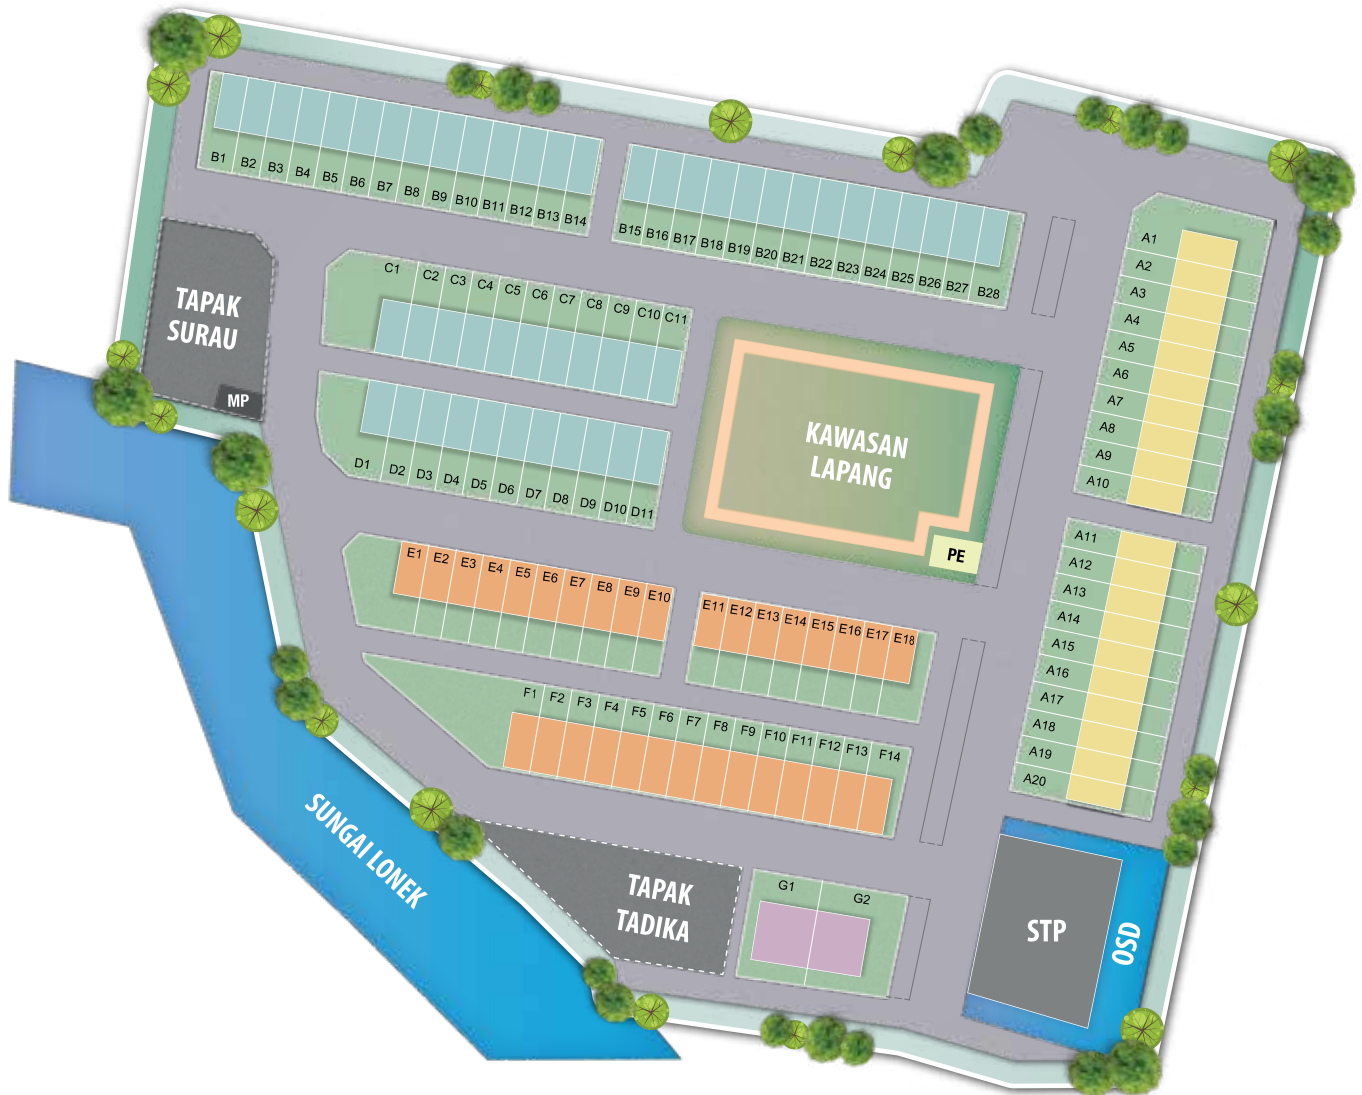 B1 B2 B3 B4 B5 B6 B7 B8 B9 B10 B11 B12 B13 B14
B15 B16 B17 B18 B19 B20 B21 B22 B23 B24 B25 B26 B27 B28
A1
A2
A3
A4
A5
A6
A7
A8
A9
A10
TAPAK
SURAU
MP
C1 C2 C3 C4 C5 C6 C7 C8 C9 C10 C11
D1 D2 D3 D4 D5 D6 D7 D8 D9 D10 D11
KAWASAN
LAPANG
PE
A11
A12
A13
A14
A15
A16
A17
A18
A19
A20
E1 E2 E3 E4 E5 E6 E7 E8 E9 E10
E11 E12 E13 E14 E15 E16 E17 E18
F1 F2 F3 F4 F5 F6 F7 F8 F9 F10 F11 F12 F13 F14
SUNGAI LONEK
TAPAK
TADIKA
G1 G2
STP
OSD